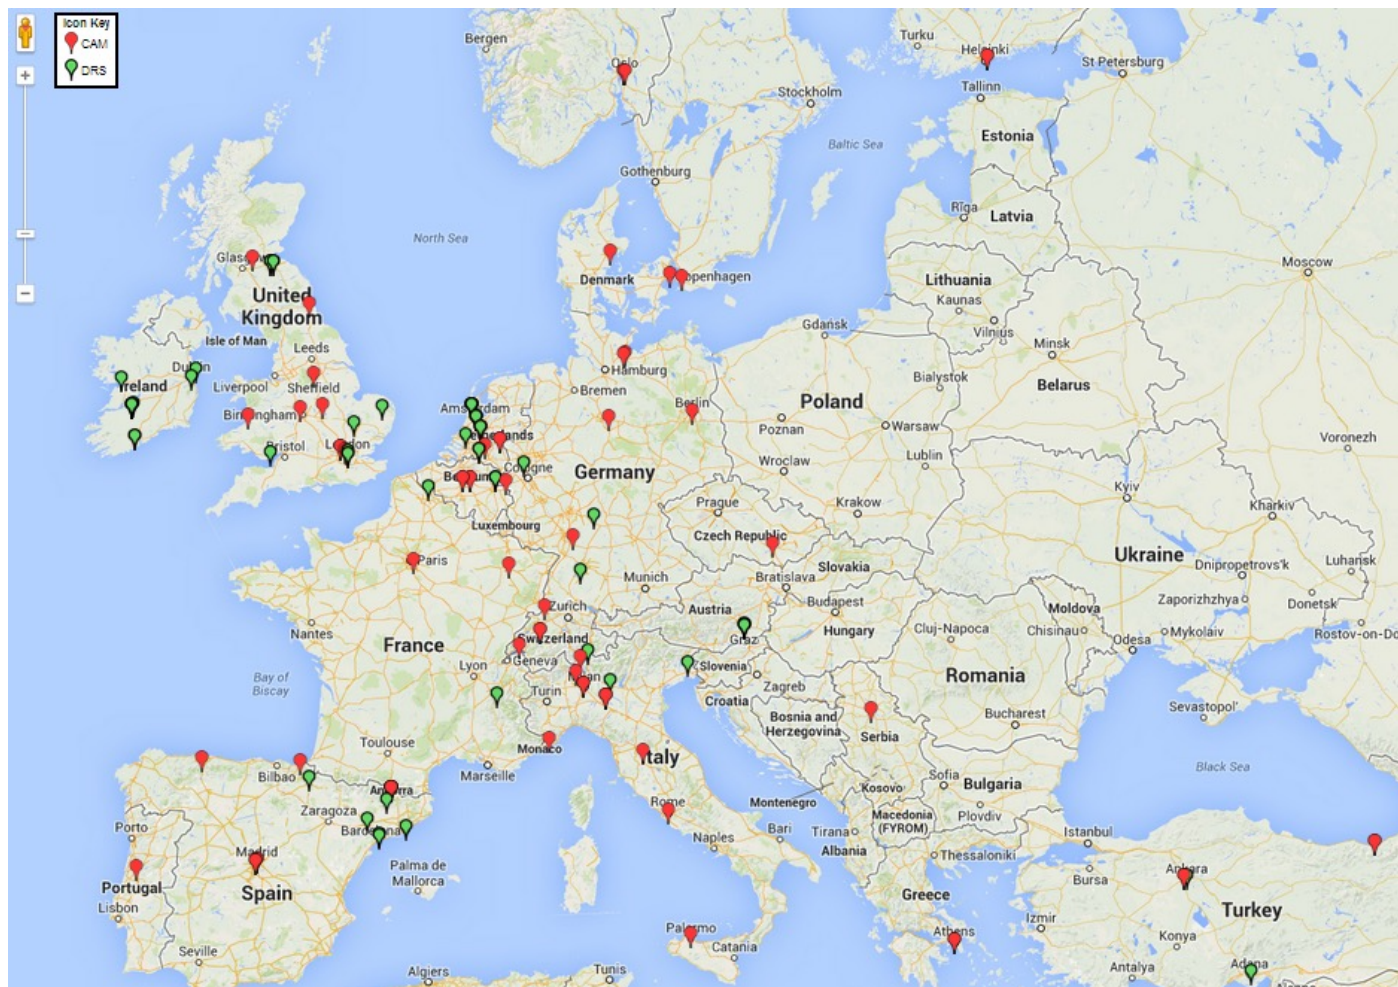 Icon Key
CAM
DRS
Bergen
Oslo
Turku
Helsinki
St Petersburg
Tallinn
Stockholm
Estonia
Baltic Sea
Gothenburg
Rīga
Latvia
North Sea
Glasgow
Denmark
Copenhagen
Lithuania
Moscow
United
Kingdom
Kaunas
Vilnius
Isle of Man
Gdańsk
Minsk
Leeds
Dublin
Hamburg
Bialystok
Belarus
Ireland
Liverpool
Sheffield
Bremen
Berlin
Poland
Birmingham
Amsterdam
Poznan
Warsaw
Netherlands
Voronezh
Bristol
London
Wroclaw
Lublin
Cologne
Germany
Belgium
Kyiv
Prague
Krakow
Kharkiv
Luxembourg
Czech Republic
Ukraine
Paris
Slovakia
Dnipropetrovs'k
Luhansk
Munich
Bratislava
Zurich
Austria
Budapest
Moldova
Zaporizhzhya
Donetsk
Nantes
Switzerland
Graz
Hungary
Cluj-Napoca
Chisinau
Odesa
Mykolaiv
Rostov-on-Do
France
Lyon
Geneva
Slovenia
Bay of
Biscay
Milan
Turin
Zagreb
Romania
Croatia
Sevastopol'
Bosnia and
Herzegovina
Bucharest
Serbia
Toulouse
Monaco
Italy
Bilbao
Marseille
Sofia
Black Sea
Andorra
Kosovo
Bulgaria
Zaragoza
Rome
Montenegro
Macedonia
(FYROM)
Plovdiv
Porto
Barcelona
Naples
Bari
Tirana
Istanbul
Madrid
Albania
Thessaloniki
Palma de
Mallorca
Bursa
Ankara
Portugal
Spain
Greece
Lisbon
Turkey
Palermo
Izmir
Athens
Catania
Konya
Seville
Algiers
Tunis
Antalya
Adana